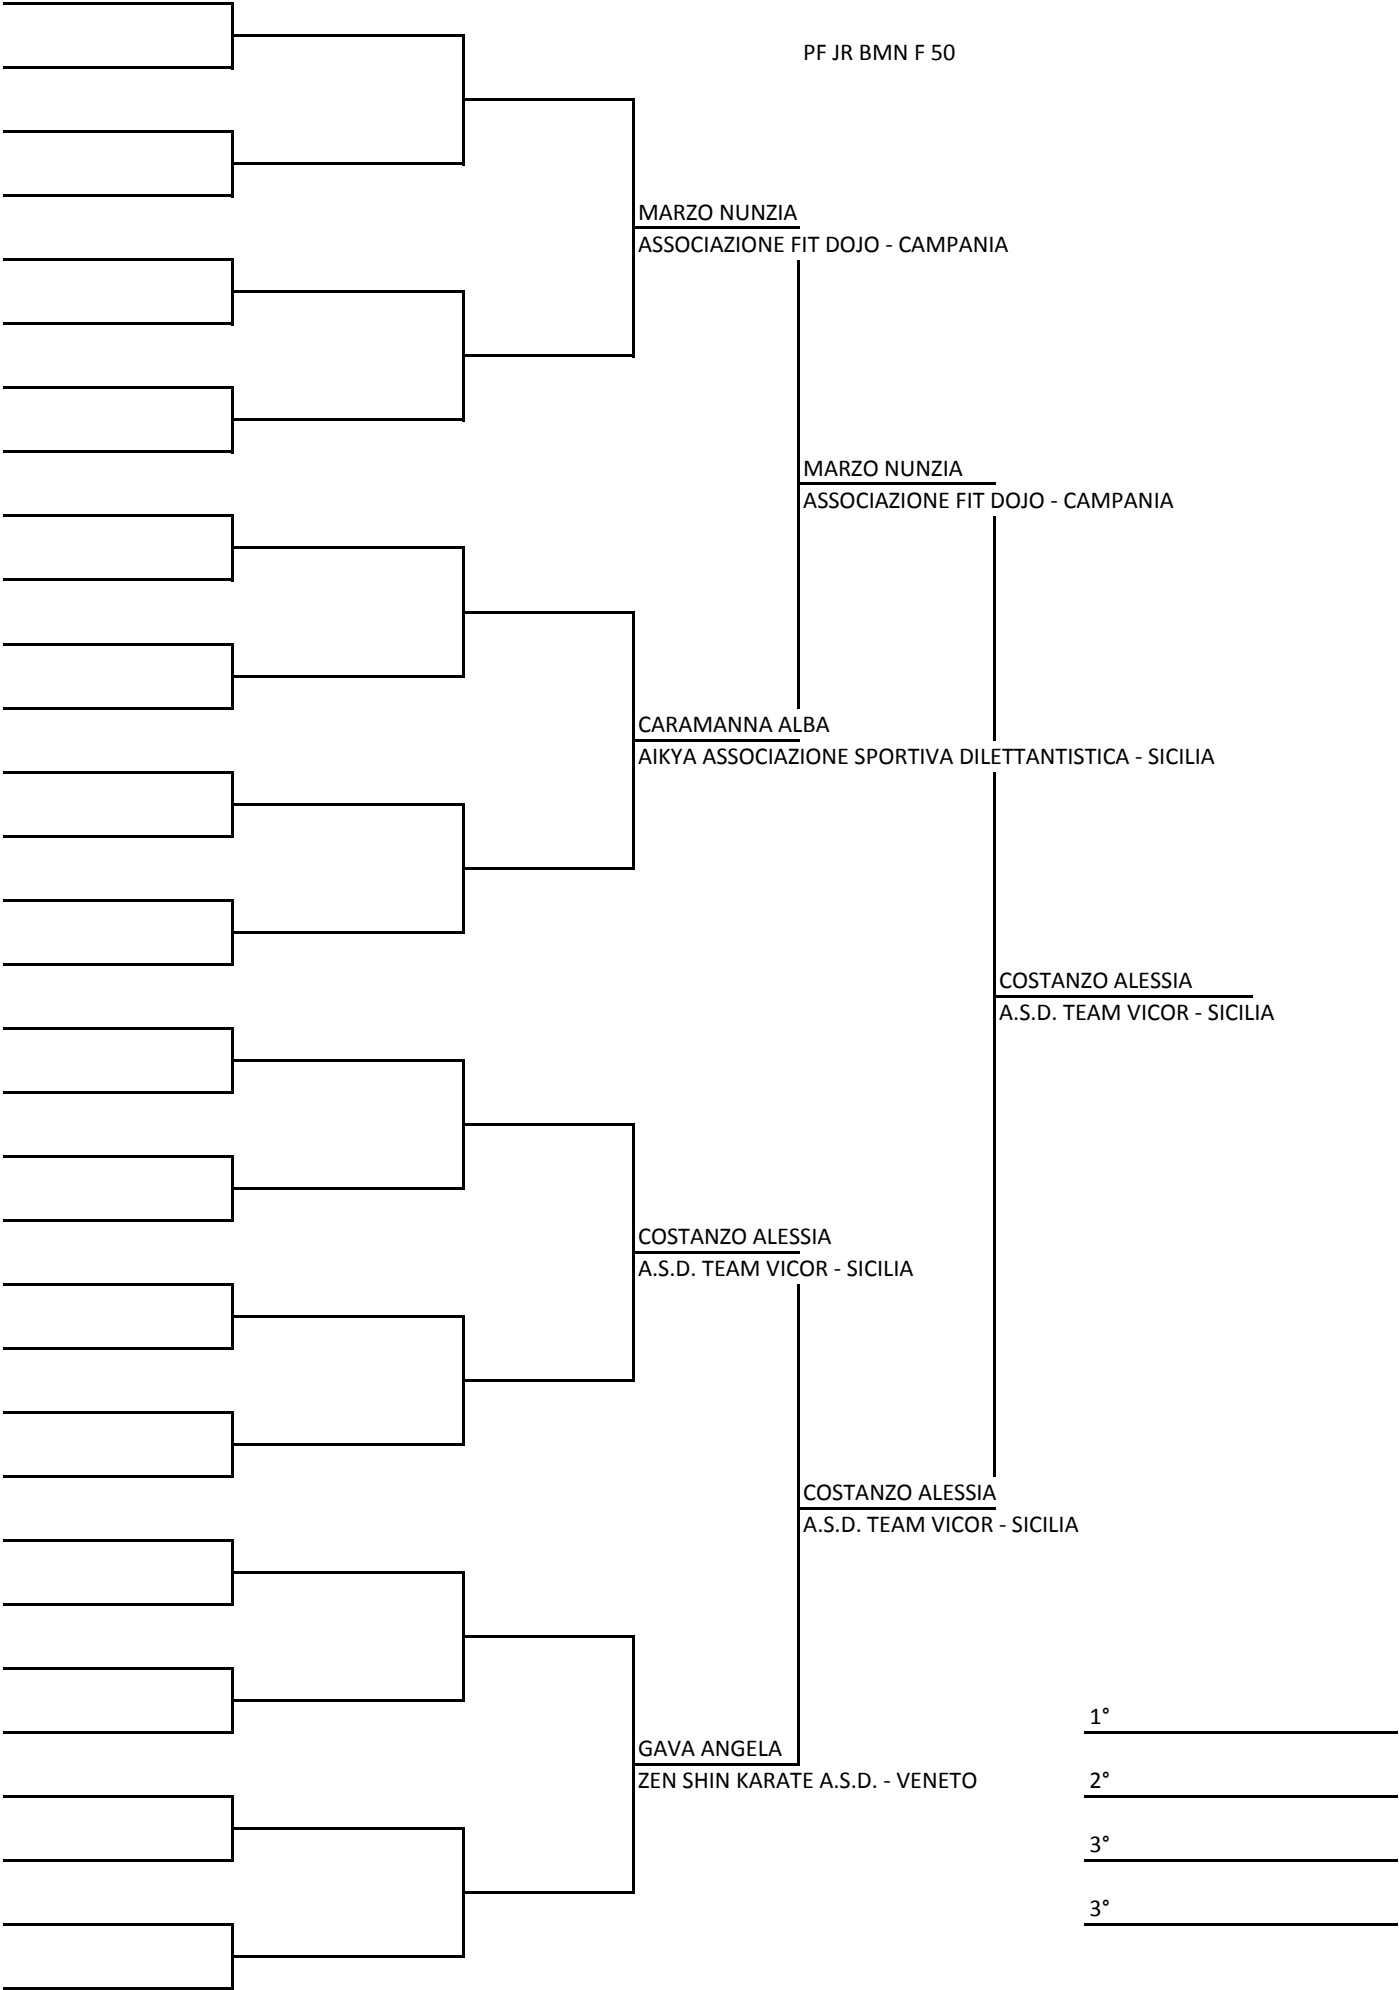 PF JR BMN F 50
MARZO NUNZIA
ASSOCIAZIONE FIT DOJO - CAMPANIA
MARZO NUNZIA
ASSOCIAZIONE FIT DOJO - CAMPANIA
CARAMANNA ALBA
AIKYA ASSOCIAZIONE SPORTIVA DILETTANTISTICA - SICILIA
COSTANZO ALESSIA
A.S.D. TEAM VICOR - SICILIA
COSTANZO ALESSIA
A.S.D. TEAM VICOR - SICILIA
COSTANZO ALESSIA
A.S.D. TEAM VICOR - SICILIA
GAVA ANGELA
ZEN SHIN KARATE A.S.D. - VENETO
1°
2°
3°
3°